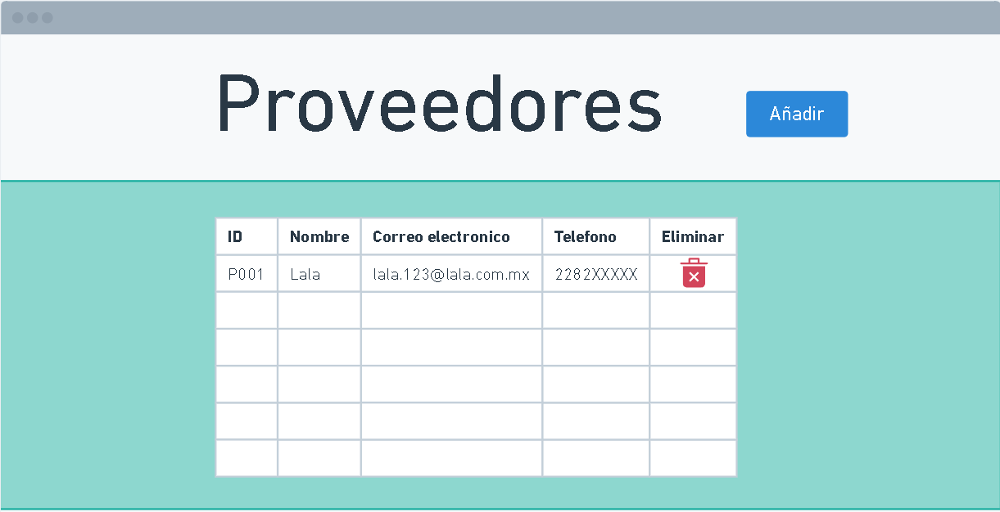 Proveedores
Añadir
ID Nombre Correo electronico Telefono Eliminar
P001 Lala lala.123@lala.com.mx 2282XXXXX